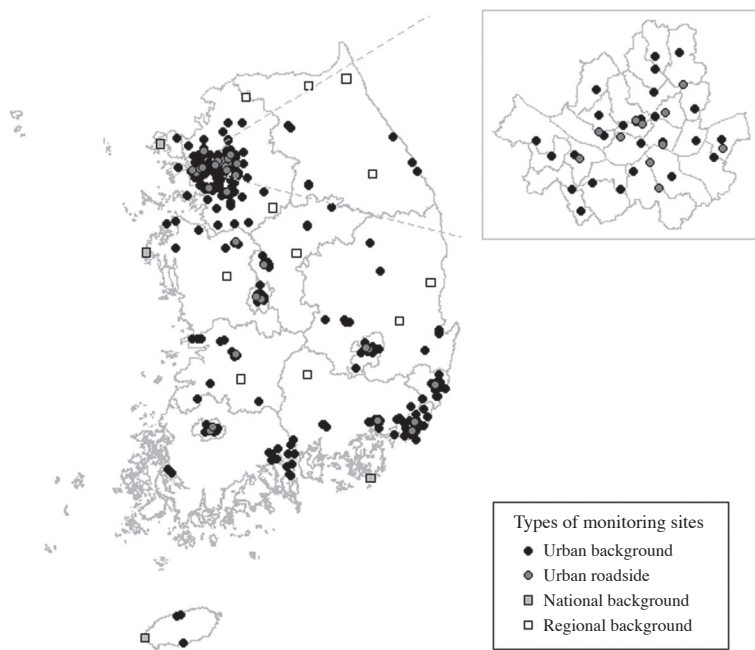 Types of monitoring sites
Urban background
Urban roadside
National background
Regional background